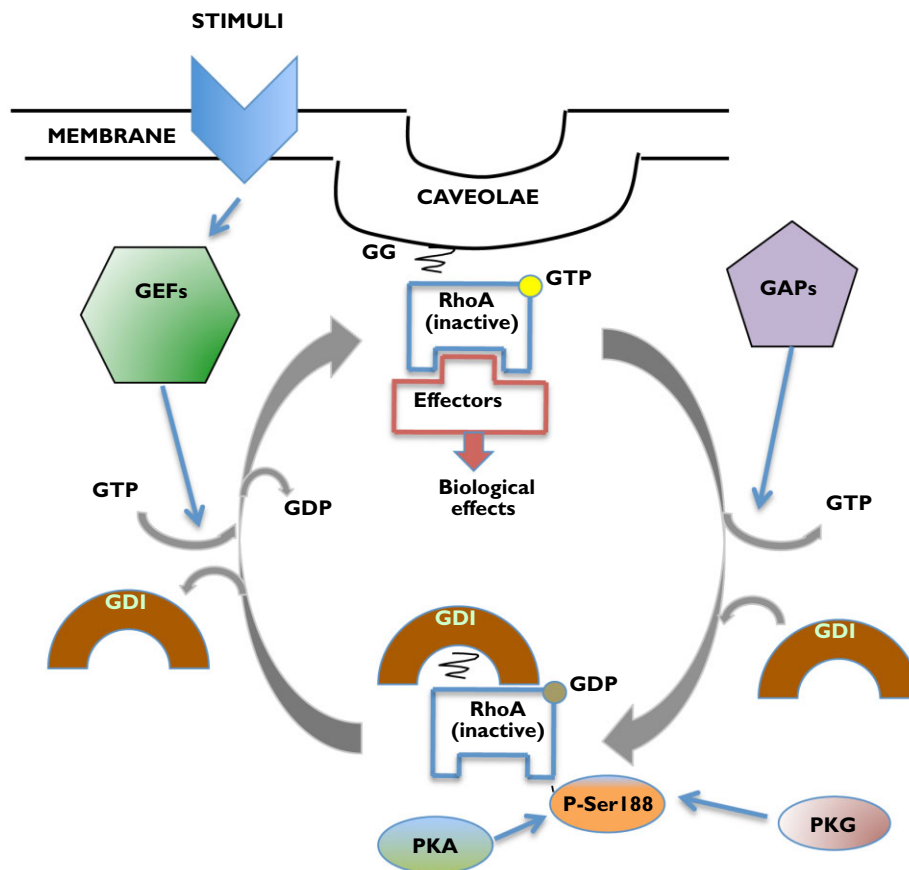 STIMULI
MEMBRANE
CAVEOLAE
GG
GTP
GEFs
RhoA
(inactive)
GAPs
Effectors
Biological
effects
GTP
GDP
GTP
GDI
GDI
GDI
GDP
RhoA
(inactive)
P-Ser188
PKA
PKG